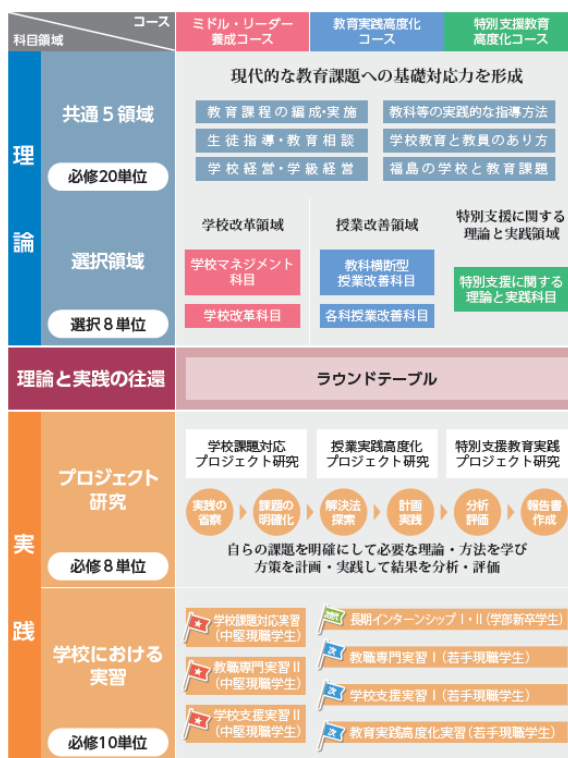 コース
科目領域
ミドル・リーダー
養成コース
教育実践高度化
コース
特別支援教育
高度化コース
理論
共通5領域
必修20単位
現代的な教育課題への基礎対応力を形成
教育課程の編成・実施
教科等の実践的な指導方法
生徒指導・教育相談
学校教育と教員のあり方
学校経営・学級経営
福島の学校と教育課題
選択領域
選択8単位
学校改革領域
授業改善領域
特別支援に関する
理論と実践領域
学校マネジメント
科目
学校改革科目
教科横断型
授業改善科目
各科授業改善科目
特別支援に関する
理論と実践科目
理論と実践の往還
ラウンドテーブル
実践
プロジェクト
研究
必修8単位
学校課題対応
プロジェクト研究
授業実践高度化
プロジェクト研究
特別支援教育実践
プロジェクト研究
実践の
省察
課題の
明確化
解決法
探索
計画
実践
分析
評価
報告書
作成
自らの課題を明確にして必要な理論・方法を学び
方策を計画・実践して結果を分析・評価
学校における
実習
必修10単位
学校課題対応実習
(中堅現職学生)
教職専門実習II
(中堅現職学生)
学校支援実習II
(中堅現職学生)
長期インターンシップI・II(学部新卒学生)
次
教職専門実習I(若手現職学生)
次
学校支援実習I(若手現職学生)
次
教育実践高度化実習(若手現職学生)